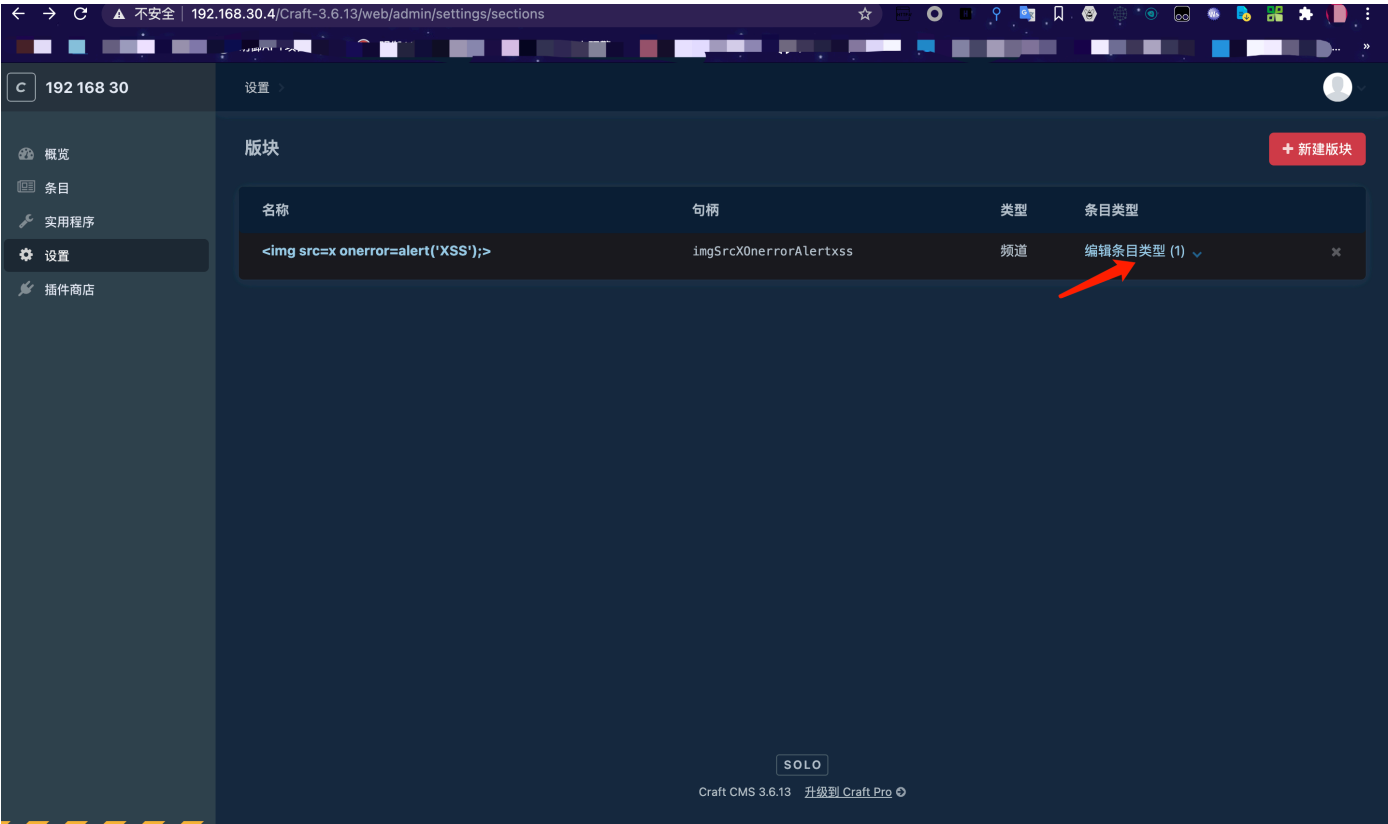 不安全 192.168.30.4/Craft-3.6.13/web/admin/settings/sections
C 192 168 30
设置
概览
条目
实用程序
设置
插件商店
版块
+ 新建版块
名称 句柄 类型 条目类型
<img src=x onerror=alert('XSS');> imgSrcXOnerrorAlertxss 频道 编辑条目类型 (1)
SOLO
Craft CMS 3.6.13 升级到 Craft Pro